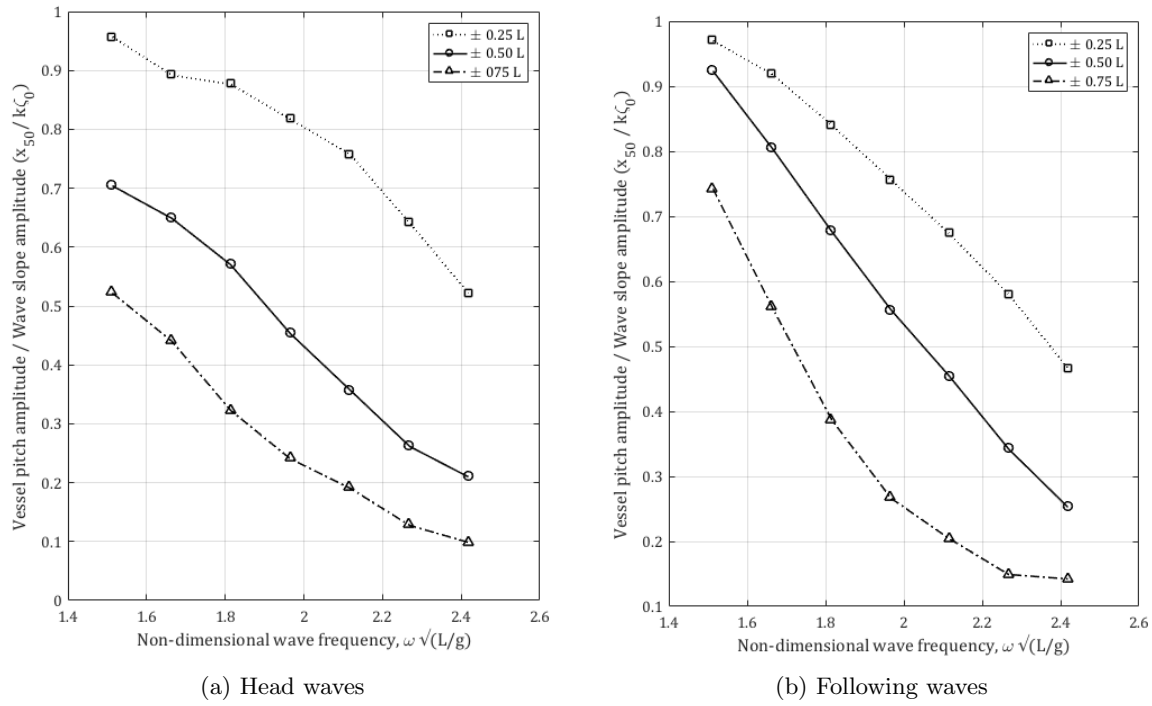 1
0.9
0.8
0.7
0.6
0.5
0.4
0.3
0.2
0.1
0
Vessel pitch amplitude / Wave slope amplitude (x50/ kζ0)
± 0.25 L
± 0.50 L
± 075 L
1.4 1.6 1.8 2 2.2 2.4 2.6
Non-dimensional wave frequency, ω √(L/g)
(a) Head waves
1
0.9
0.8
0.7
0.6
0.5
0.4
0.3
0.2
0.1
Vessel pitch amplitude / Wave slope amplitude (x50 / kζ0)
± 0.25 L
± 0.50 L
± 0.75 L
1.4 1.6 1.8 2 2.2 2.4 2.6
Non-dimensional wave frequency, ω √(L/g)
(b) Following waves